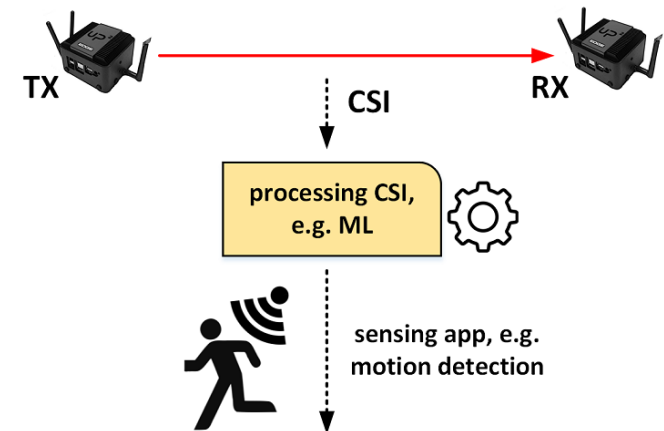 TX
RX
CSI
processing CSI,
e.g. ML
sensing app, e.g.
motion detection